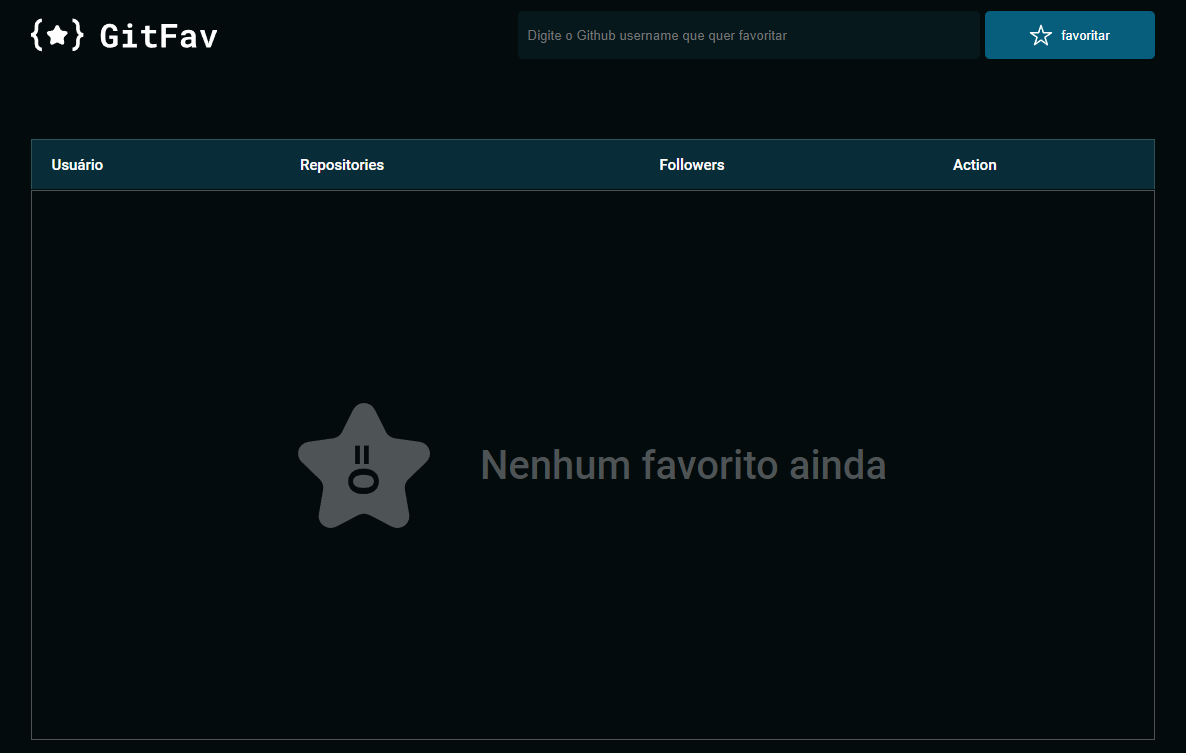 {★} GitFav
Digite o Github username que quer favoritar
favoritar
Usuário Repositories Followers Action
Nenhum favorito ainda